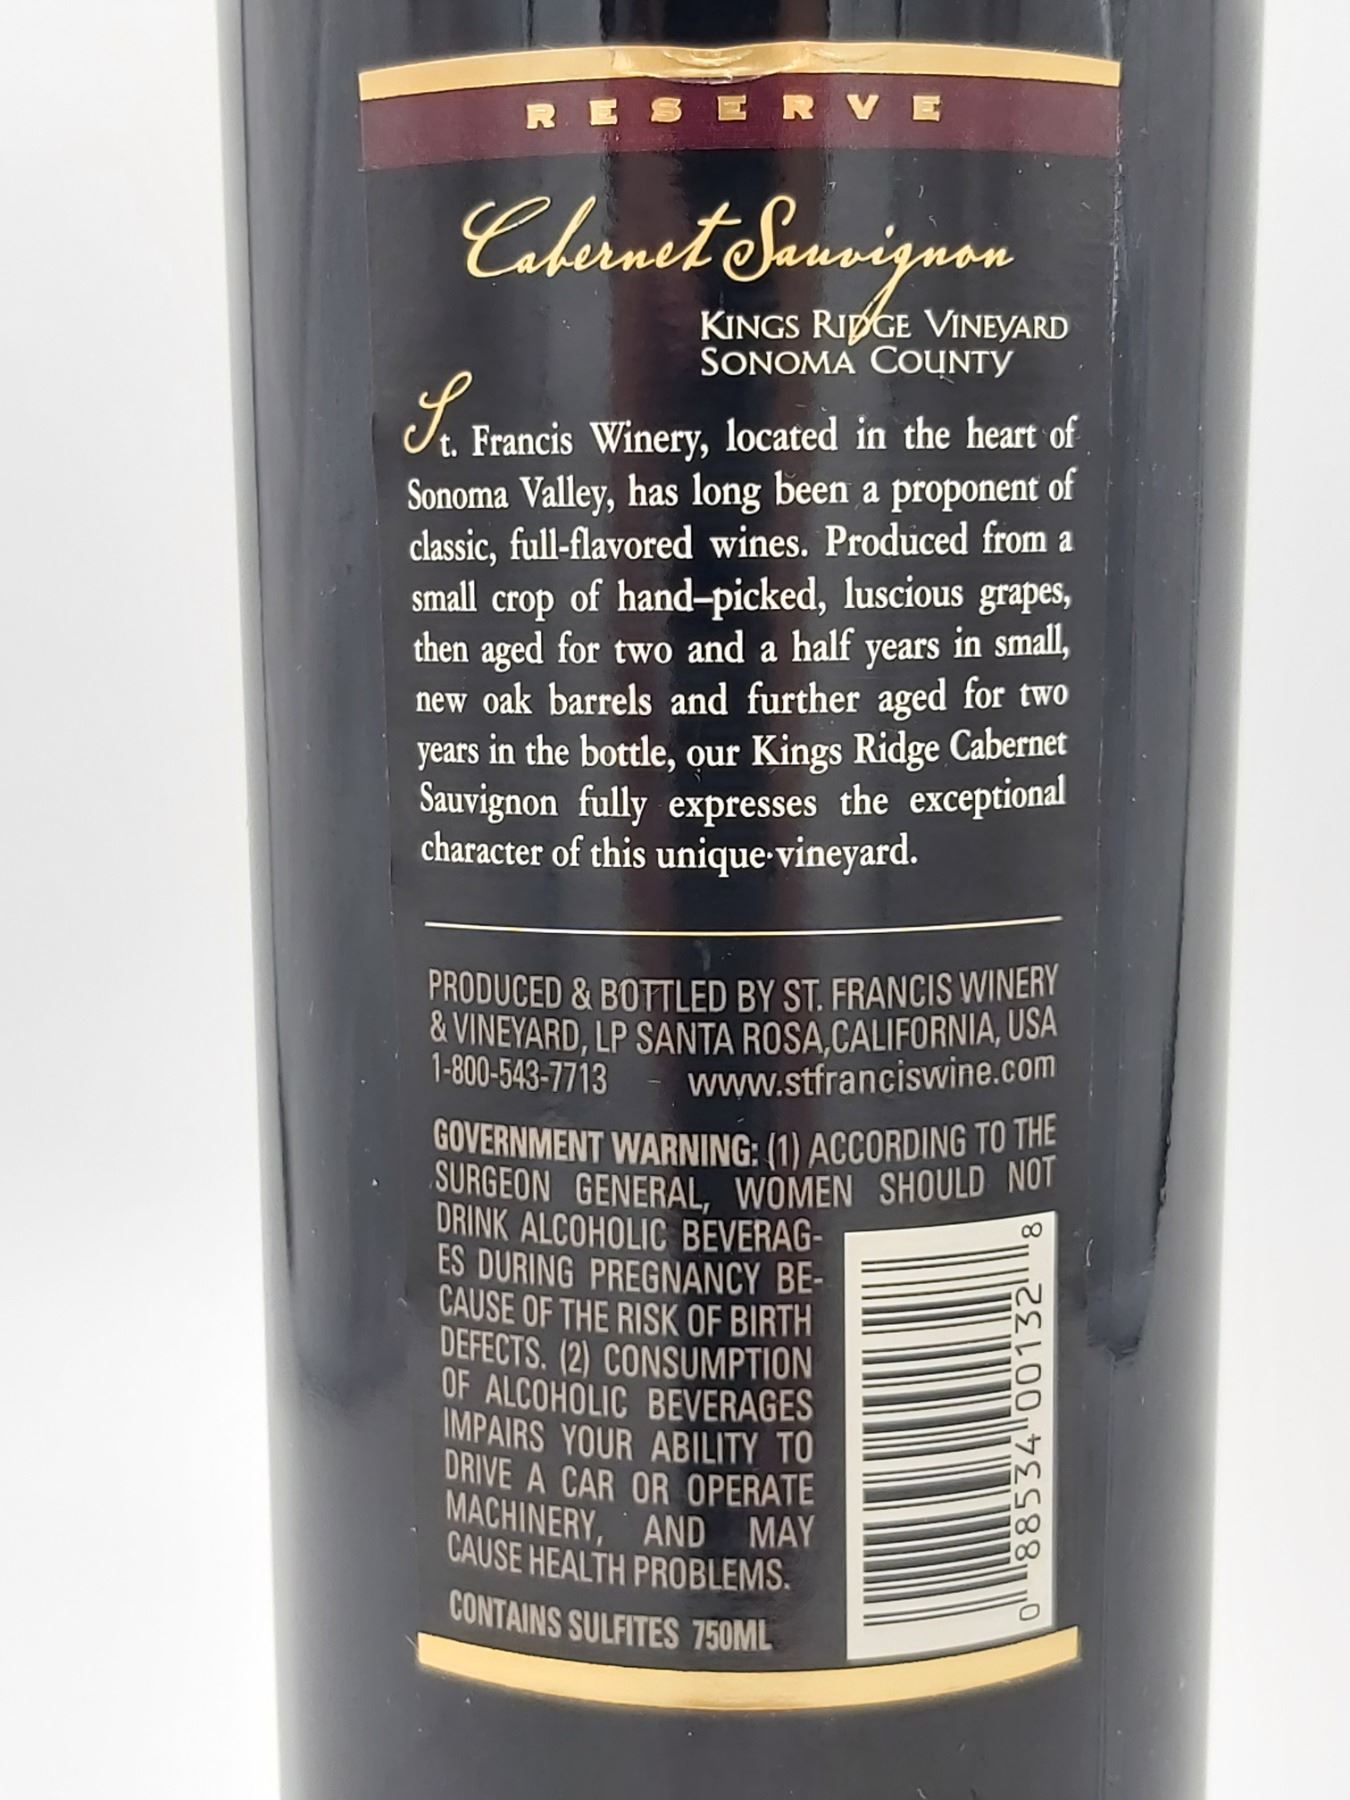 RESERVE
Cabernet Sauvignon
KINGS RIDGE VINEYARD
SONOMA COUNTY
St. Francis Winery, located in the heart of
Sonoma Valley, has long been a proponent of
classic, full-flavored wines. Produced from a
small crop of hand–picked, luscious grapes,
then aged for two and a half years in small,
new oak barrels and further aged for two
years in the bottle, our Kings Ridge Cabernet
Sauvignon fully expresses the exceptional
character of this unique vineyard.
PRODUCED & BOTTLED BY ST. FRANCIS WINERY
& VINEYARD, LP SANTA ROSA,CALIFORNIA, USA
1-800-543-7713 – www.stfranciswine.com
GOVERNMENT WARNING: (1) ACCORDING TO THE
SURGEON GENERAL, WOMEN SHOULD NOT
DRINK ALCOHOLIC BEVERAG-
ES DURING PREGNANCY BE-
CAUSE OF THE RISK OF BIRTH
DEFECTS. (2) CONSUMPTION
OF ALCOHOLIC BEVERAGES
IMPAIRS YOUR ABILITY TO
DRIVE A CAR OR OPERATE
MACHINERY, AND MAY
CAUSE HEALTH PROBLEMS.
CONTAINS SULFITES 750ML
0 88534 00132 8